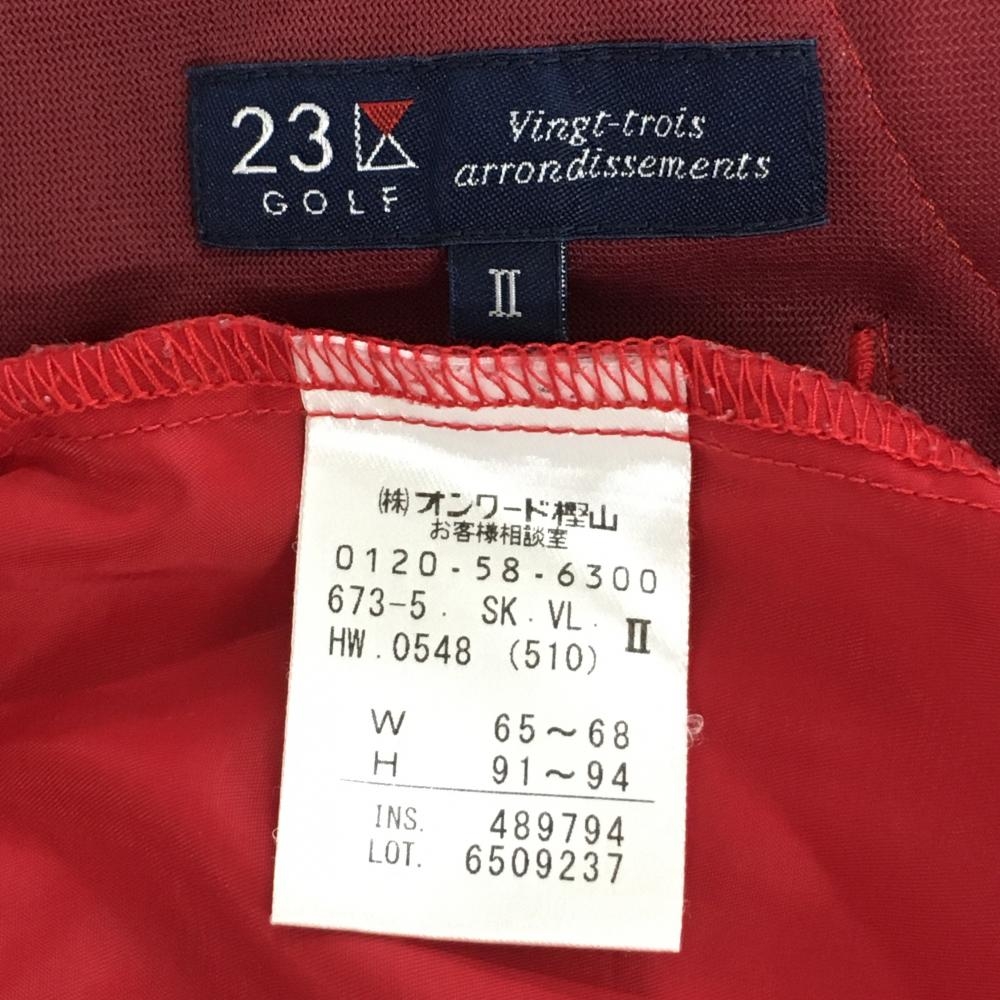 23
GOLF
Vingt-trois
arrondissements
II
㈱オンワード樫山
お客様相談室
0120-58-6300
673-5. SK.VL. II
HW.0548 (510)
W 65～68
H 91～94
INS. 489794
LOT. 6509237